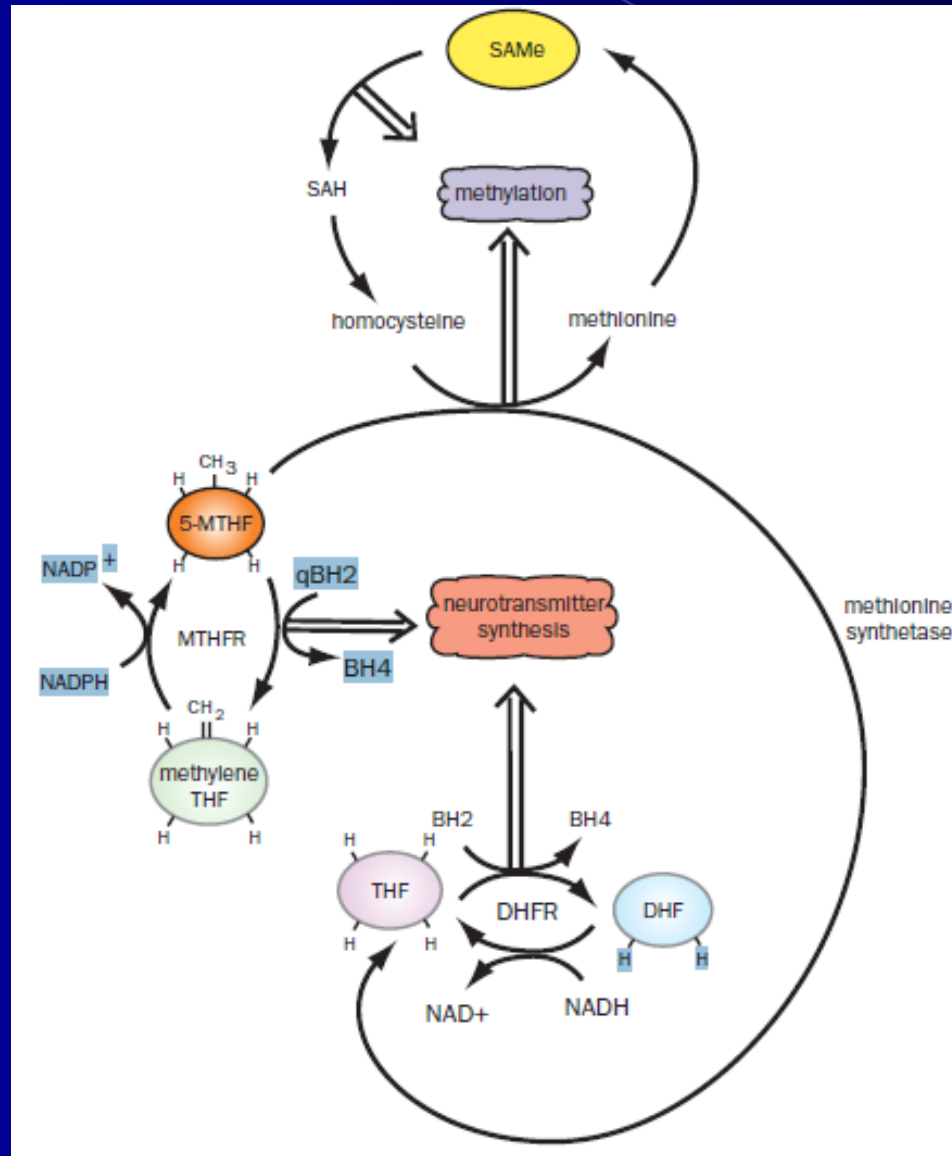 SAMe
SAH
methylation
homocysteine
methionine
CH3
H H
5-MTHF
H H
NADP +
qBH2
MTHFR
NADPH
BH4
neurotransmitter
synthesis
methionine
synthetase
CH2
H H
methylene
THF
H H
BH2
BH4
H H
THF
DHFR
DHF
H H
H H
NAD+
NADH